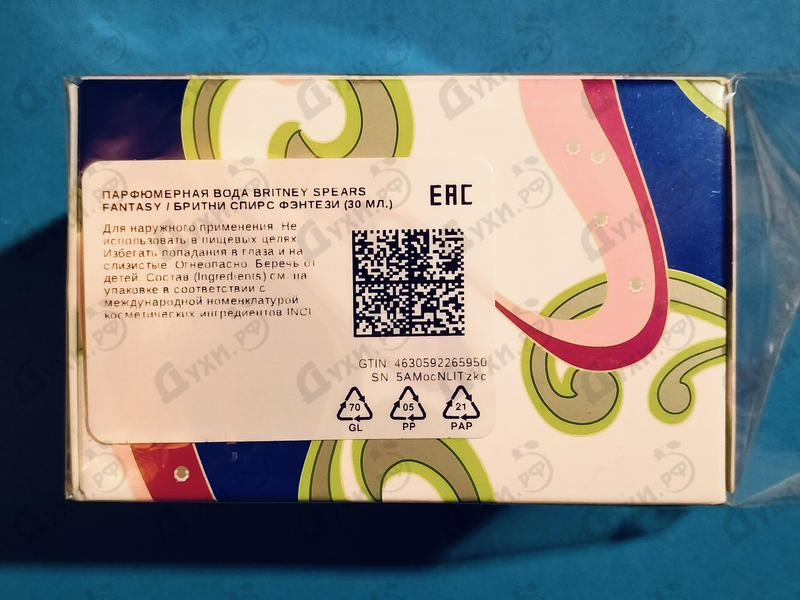 ПАРФЮМЕРНАЯ ВОДА BRITNEY SPEARS
FANTASY / БРИТНИ СПИРС ФЭНТЕЗИ (30 МЛ.)
EAC
Для наружного применения. Не
использовать в пищевых целях.
Избегать попадания в глаза и на
слизистые. Огнеопасно. Беречь от
детей. Состав (Ingredients) см. на
упаковке в соответствии с
международной номенклатурой
косметических ингредиентов INCI
GTIN: 4630592265950
SN: 5AMocNLITzkc
70
GL
05
PP
21
PAP
Духи.рф